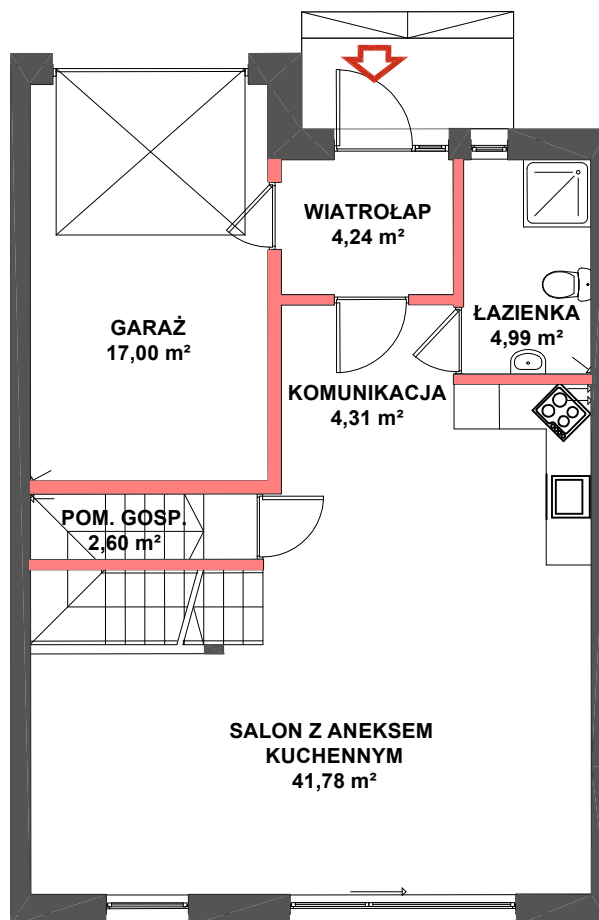 WIATROŁAP
4,24 m²
GARAŻ
17,00 m²
ŁAZIENKA
4,99 m²
KOMUNIKACJA
4,31 m²
POM. GOSP.
2,60 m²
SALON Z ANEKSEM
KUCHENNYM
41,78 m²